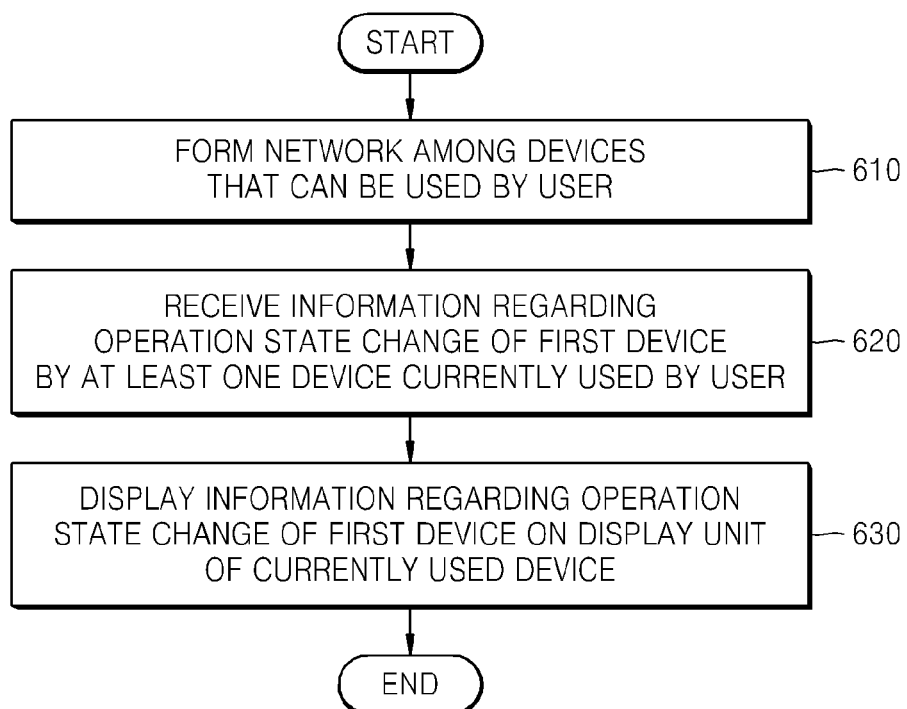 START
FORM NETWORK AMONG DEVICES
THAT CAN BE USED BY USER
610
RECEIVE INFORMATION REGARDING
OPERATION STATE CHANGE OF FIRST DEVICE
BY AT LEAST ONE DEVICE CURRENTLY USED BY USER
620
DISPLAY INFORMATION REGARDING OPERATION
STATE CHANGE OF FIRST DEVICE ON DISPLAY UNIT
OF CURRENTLY USED DEVICE
630
END